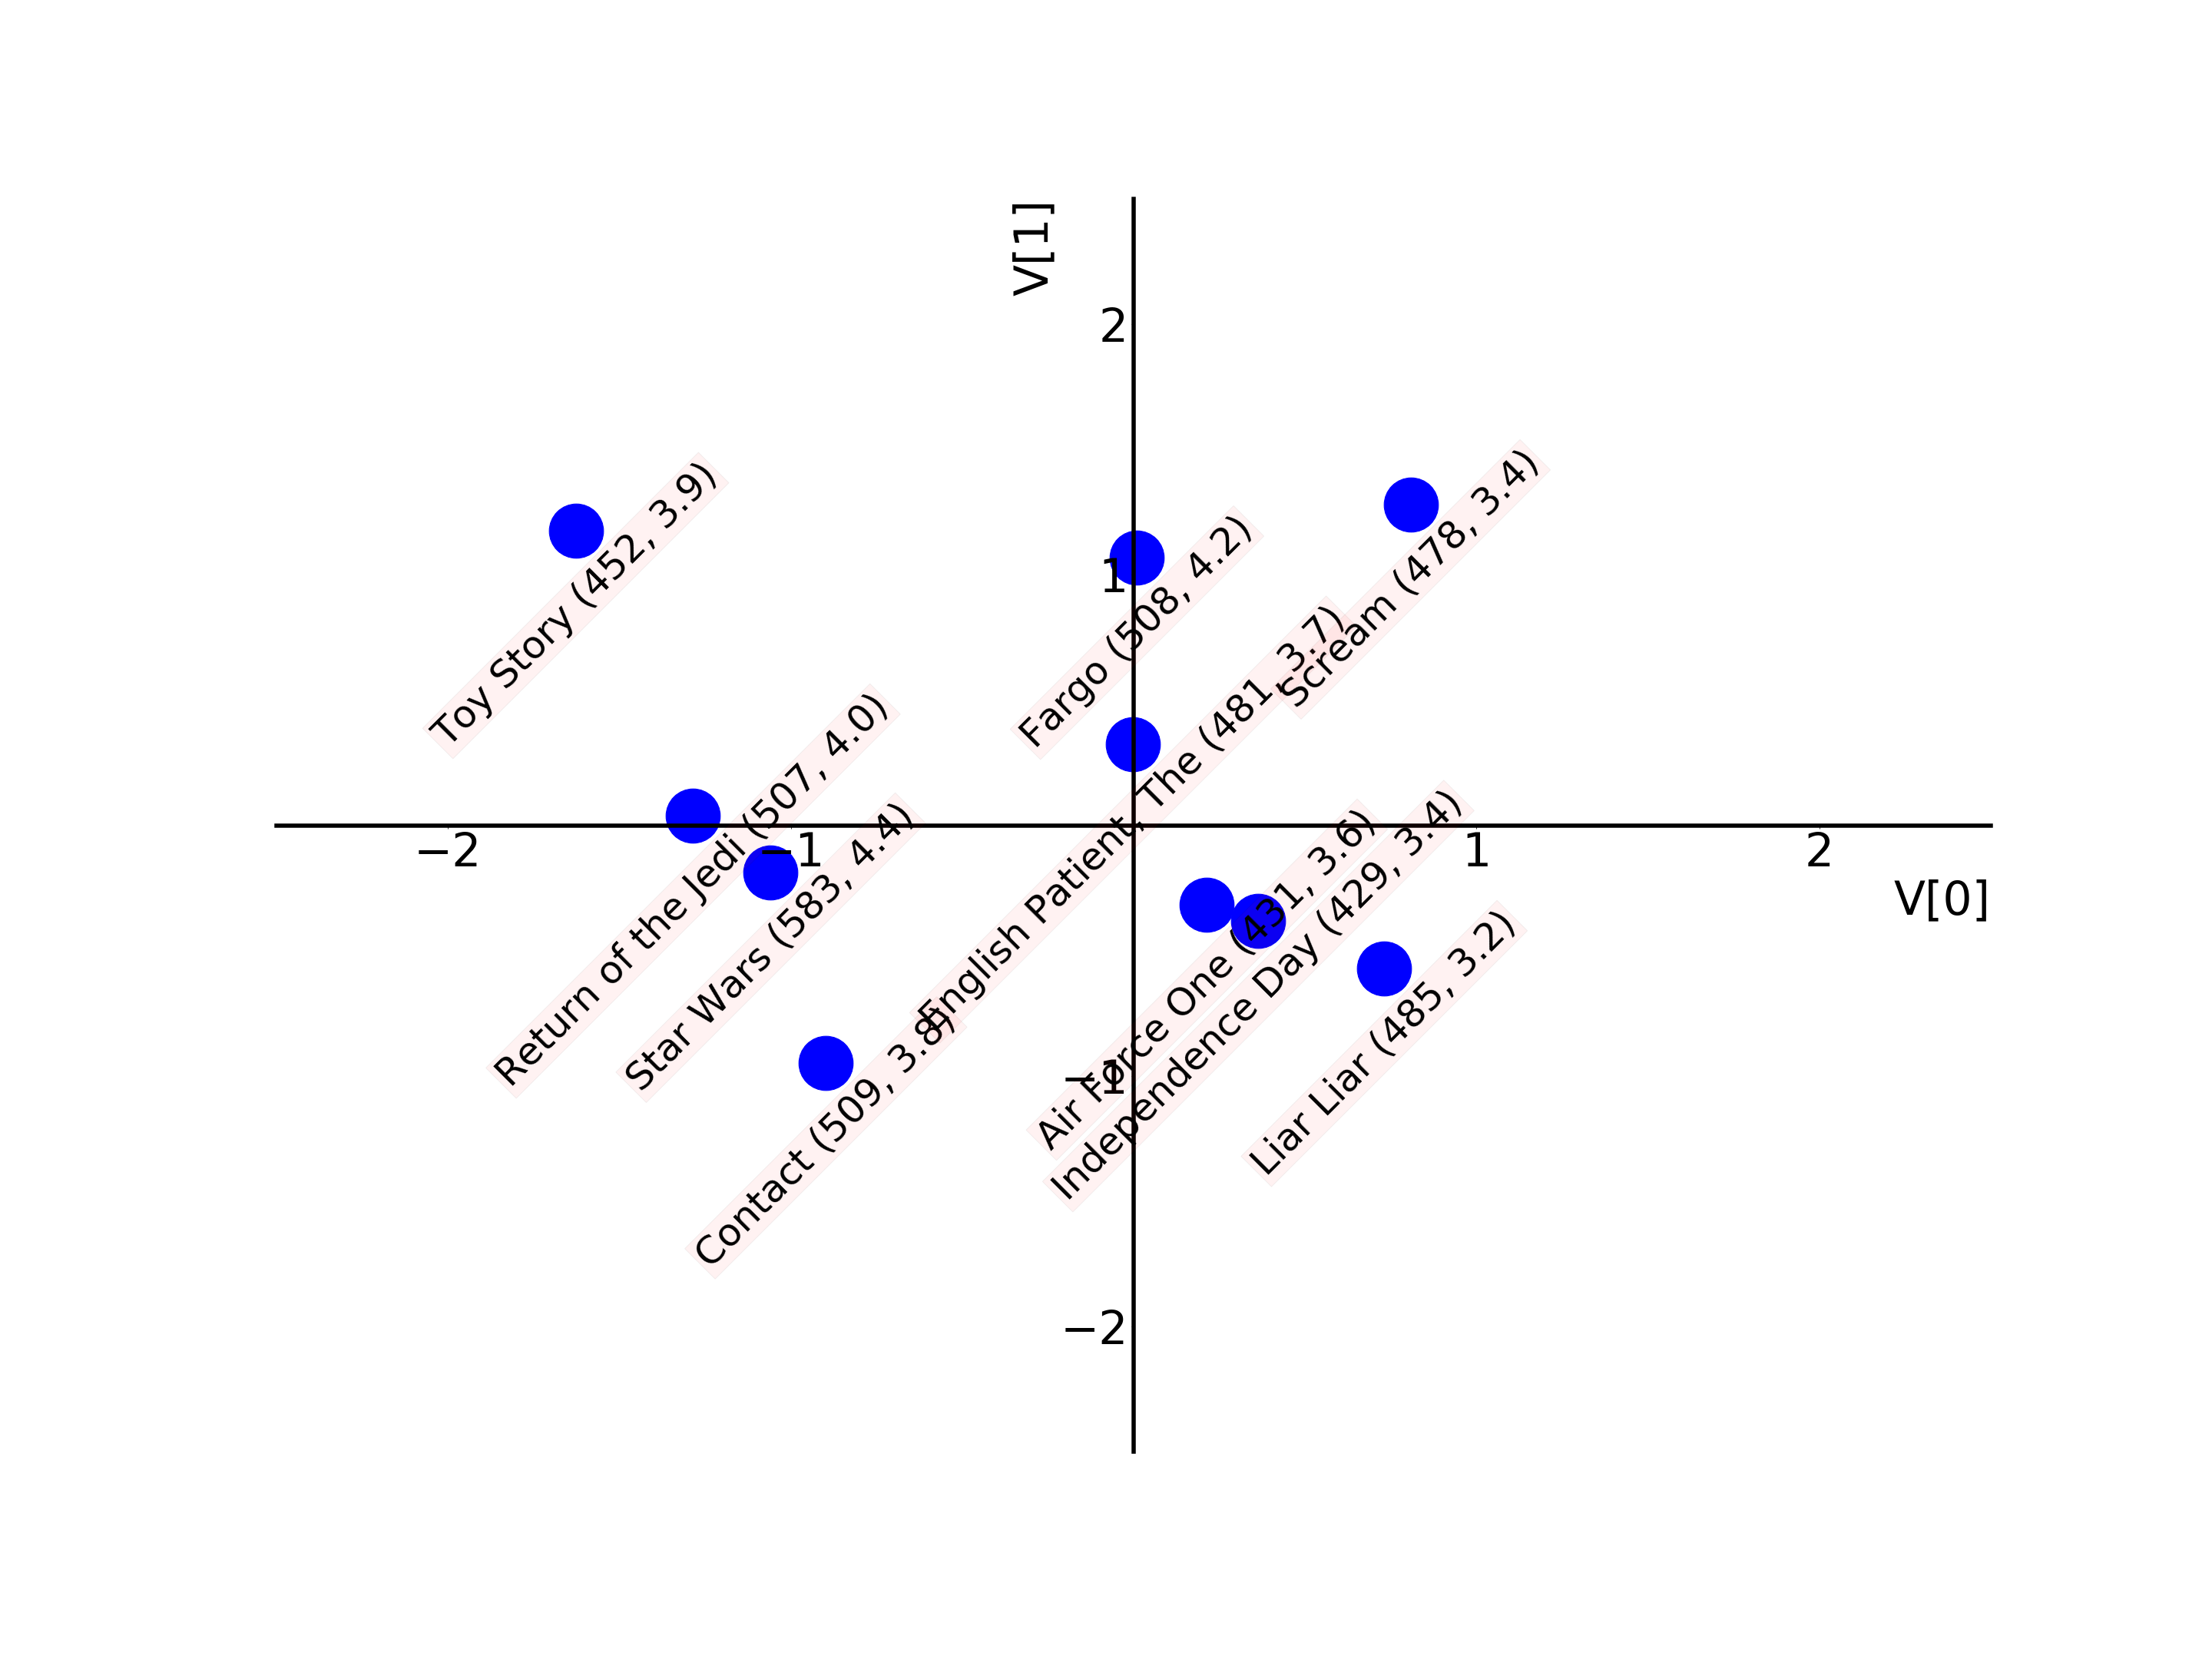 V[1]
2
Toy Story (452, 3.9)
Scream (478, 3.4)
Fargo (508, 4.2)
1
English Patient, The (481, 3.7)
Return of the Jedi (507, 4.0)
Star Wars (583, 4.4)
Air Force One (431, 3.6)
Independence Day (429, 3.4)
−2
−1
1
2
V[0]
Liar Liar (485, 3.2)
Contact (509, 3.8)
−1
−2